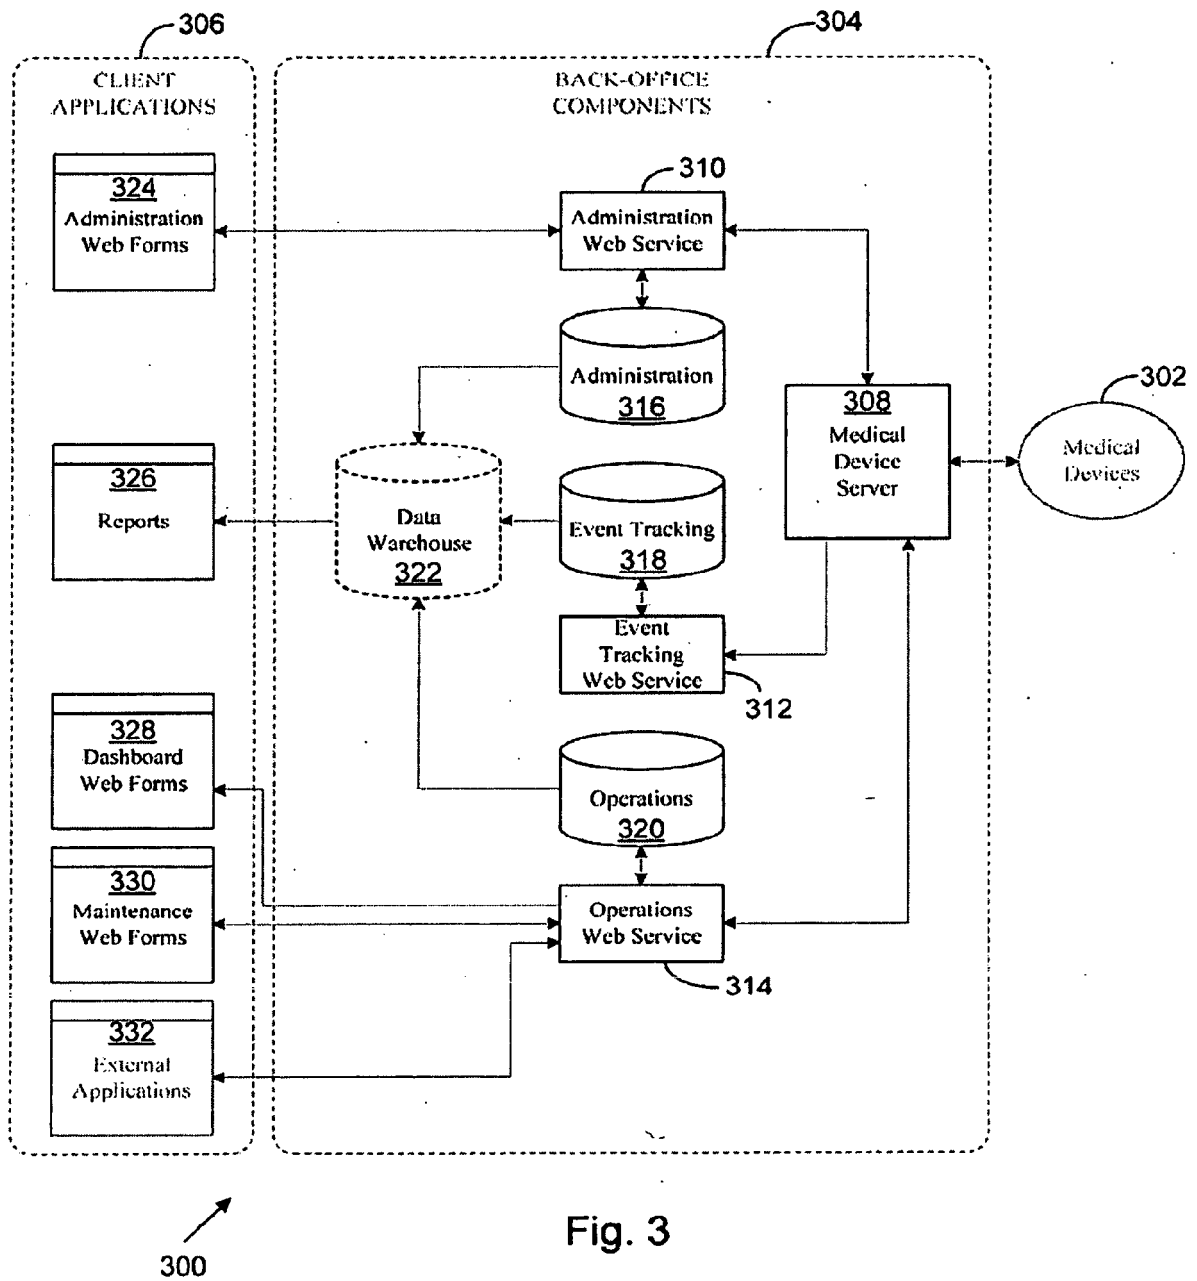 306
304
CLIENT
APPLICATIONS
BACK-OFFICE
COMPONENTS
324
Administration
Web Forms
310
Administration
Web Service
Administration
316
308
Medical
Device
Server
302
Medical
Devices
326
Reports
Data
Warehouse
322
Event Tracking
318
Event
Tracking
Web Service
312
328
Dashboard
Web Forms
Operations
320
330
Maintenance
Web Forms
Operations
Web Service
314
332
External
Applications
300
Fig. 3